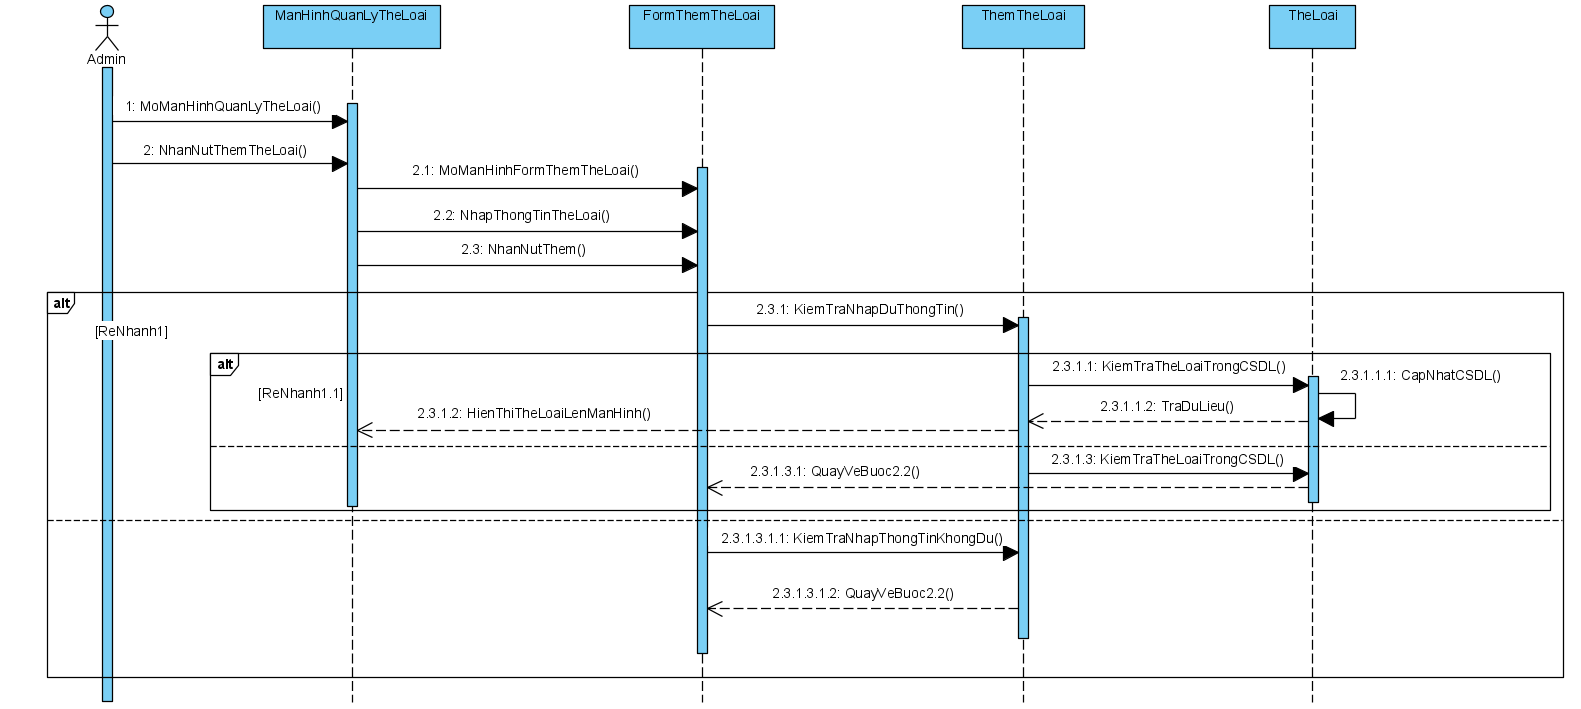 ManHinhQuanLyTheLoai
FormThemTheLoai
ThemTheLoai
TheLoai
Admin
1: MoManHinhQuanLyTheLoai()
2: NhanNutThemTheLoai()
2.1: MoManHinhFormThemTheLoai()
2.2: NhapThongTinTheLoai()
2.3: NhanNutThem()
alt
[ReNhanh1]
2.3.1: KiemTraNhapDuThongTin()
alt
[ReNhanh1.1]
2.3.1.1: KiemTraTheLoaiTrongCSDL()
2.3.1.1.1: CapNhatCSDL()
2.3.1.1.2: TraDuLieu()
2.3.1.2: HienThiTheLoaiLenManHinh()
2.3.1.3: KiemTraTheLoaiTrongCSDL()
2.3.1.3.1: QuayVeBuoc2.2()
2.3.1.3.1.1: KiemTraNhapThongTinKhongDu()
2.3.1.3.1.2: QuayVeBuoc2.2()